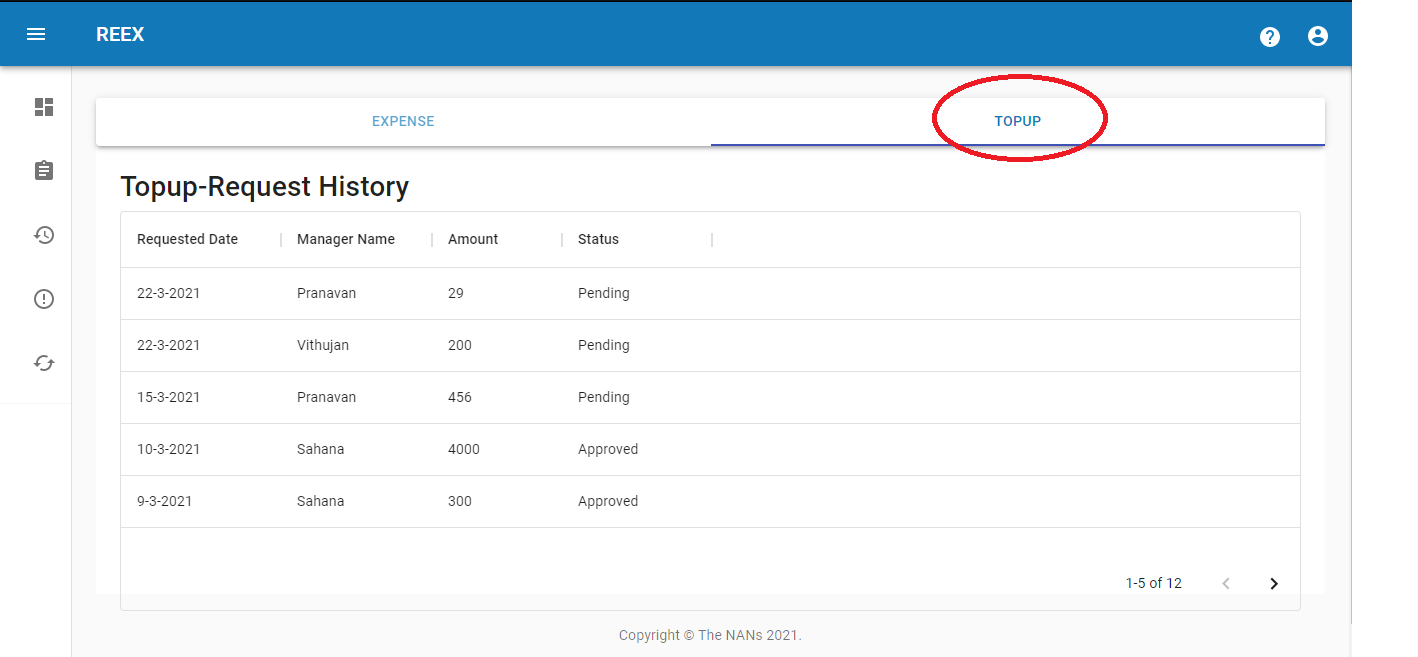 REEX
EXPENSE TOPUP
Topup-Request History
Requested Date Manager Name Amount Status
22-3-2021 Pranavan 29 Pending
22-3-2021 Vithujan 200 Pending
15-3-2021 Pranavan 456 Pending
10-3-2021 Sahana 4000 Approved
9-3-2021 Sahana 300 Approved
1-5 of 12
Copyright © The NANs 2021.